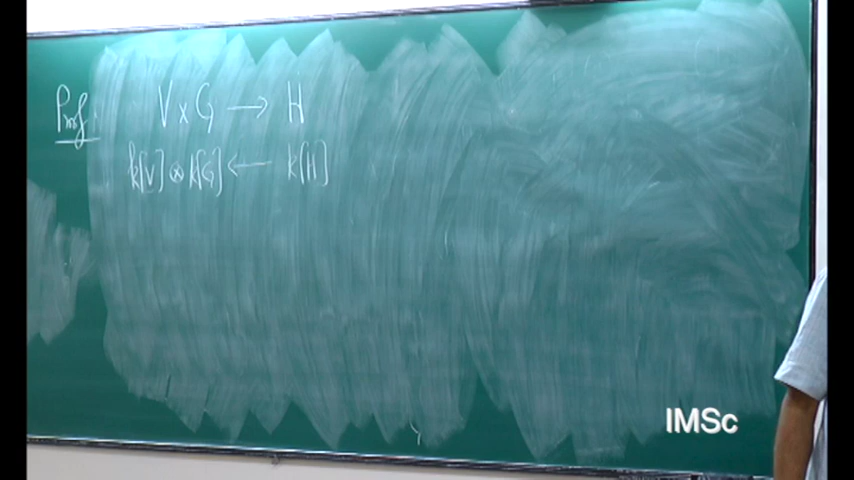 Proof: V × G → H
k[V] ⊗ k[G] ← k[H]
IMSc